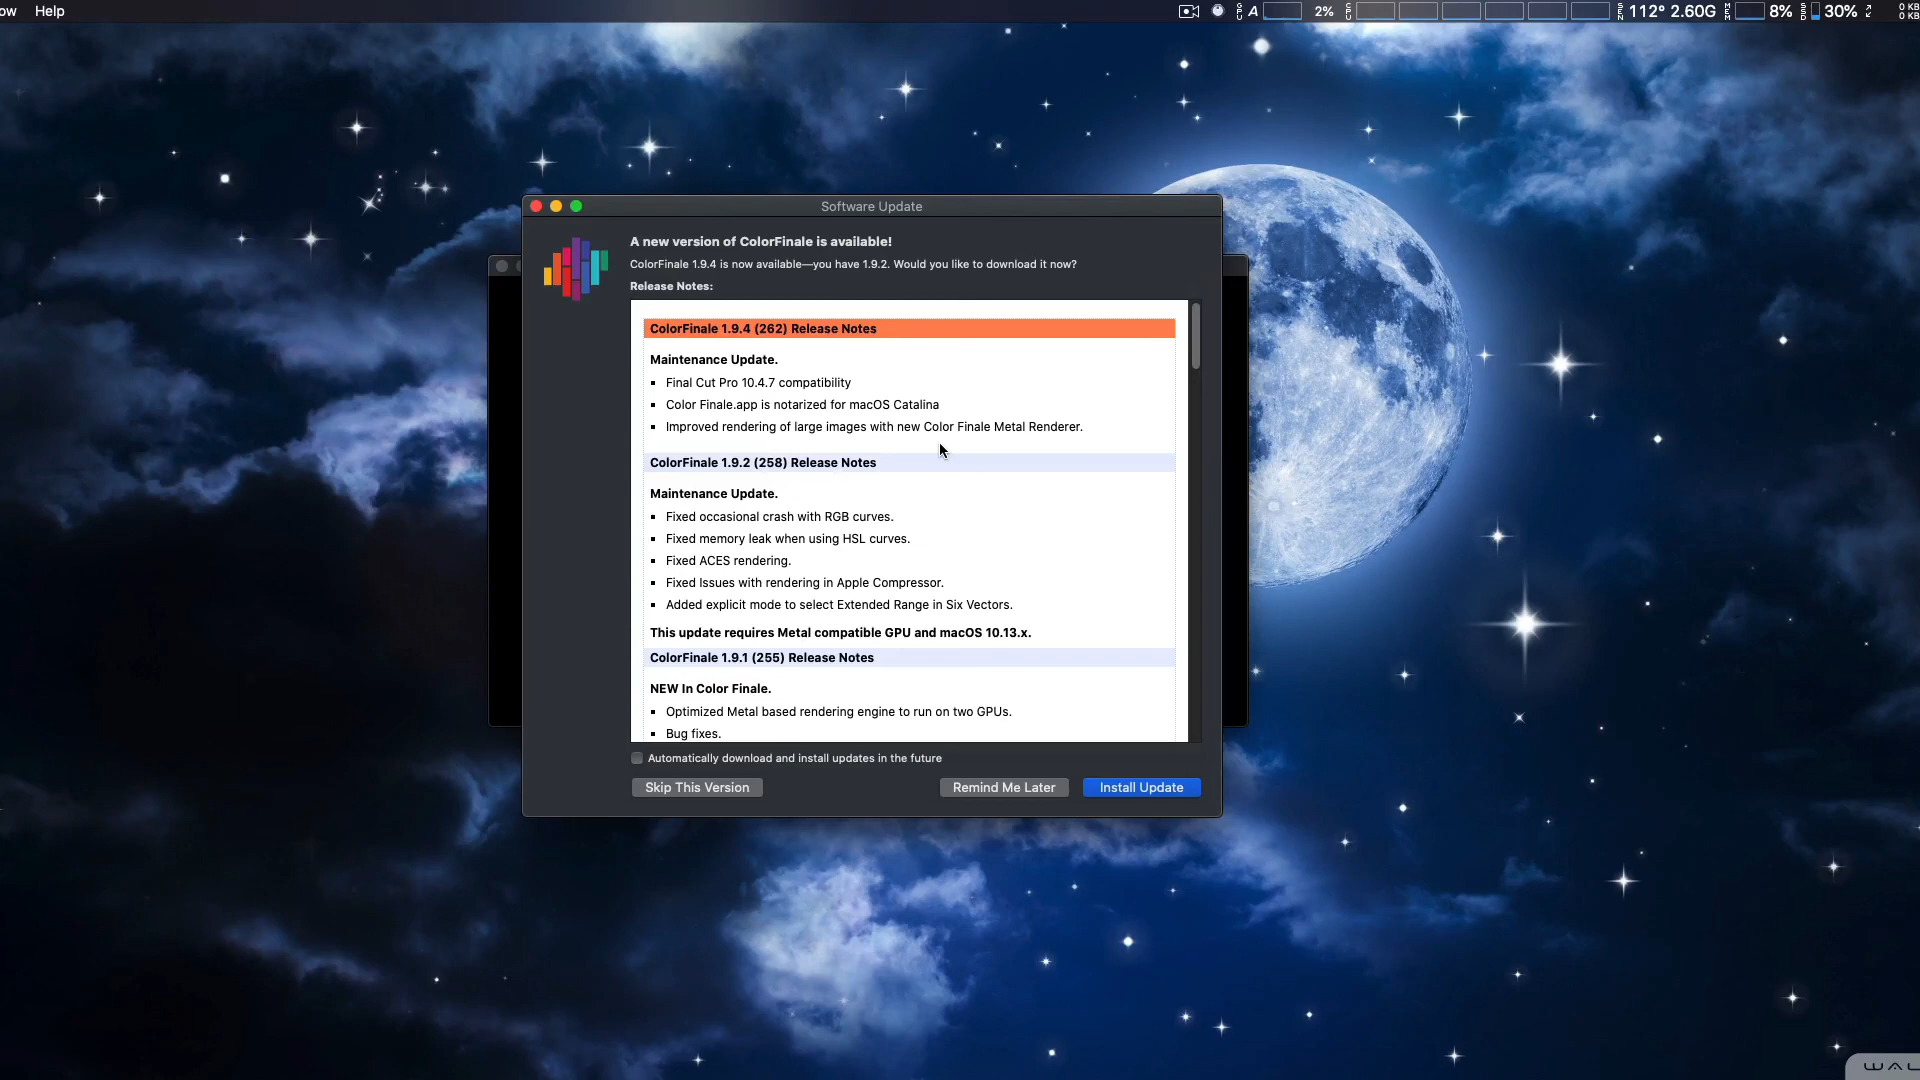 ow Help A 2% 112° 2.60G 8% 30% 0 KB
0 KB
Software Update
A new version of ColorFinale is available!
ColorFinale 1.9.4 is now available—you have 1.9.2. Would you like to download it now?
Release Notes:
ColorFinale 1.9.4 (262) Release Notes
Maintenance Update.
Final Cut Pro 10.4.7 compatibility
Color Finale.app is notarized for macOS Catalina
Improved rendering of large images with new Color Finale Metal Renderer.
ColorFinale 1.9.2 (258) Release Notes
Maintenance Update.
Fixed occasional crash with RGB curves.
Fixed memory leak when using HSL curves.
Fixed ACES rendering.
Fixed Issues with rendering in Apple Compressor.
Added explicit mode to select Extended Range in Six Vectors.
This update requires Metal compatible GPU and macOS 10.13.x.
ColorFinale 1.9.1 (255) Release Notes
NEW In Color Finale.
Optimized Metal based rendering engine to run on two GPUs.
Bug fixes.
Automatically download and install updates in the future
Skip This Version Remind Me Later Install Update